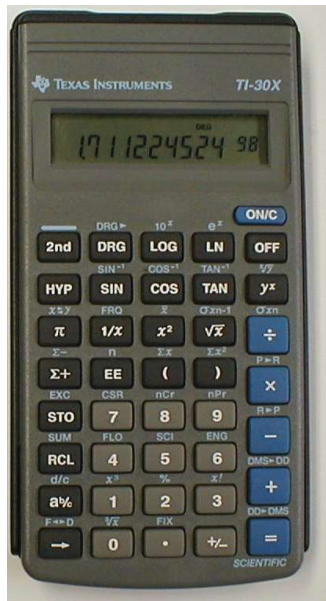 TEXAS INSTRUMENTS TI-30X
DEG
1.711224524 98
ON/C
DRG► 10ˣ eˣ
2nd DRG LOG LN OFF
SIN⁻¹ COS⁻¹ TAN⁻¹ ˣ√y
HYP SIN COS TAN yˣ
x⇆y FRQ x̄ σxn-1 σxn
π 1/x x² √x ÷
Σ− n Σx Σx² P►R
Σ+ EE ( ) ×
EXC CSR nCr nPr R►P
STO 7 8 9 −
SUM FLO SCI ENG DMS►DD
RCL 4 5 6 +
d/c x³ % x! DD►DMS
ab/c 1 2 3 =
F◄►D ³√x FIX
→ 0 . +/−
SCIENTIFIC